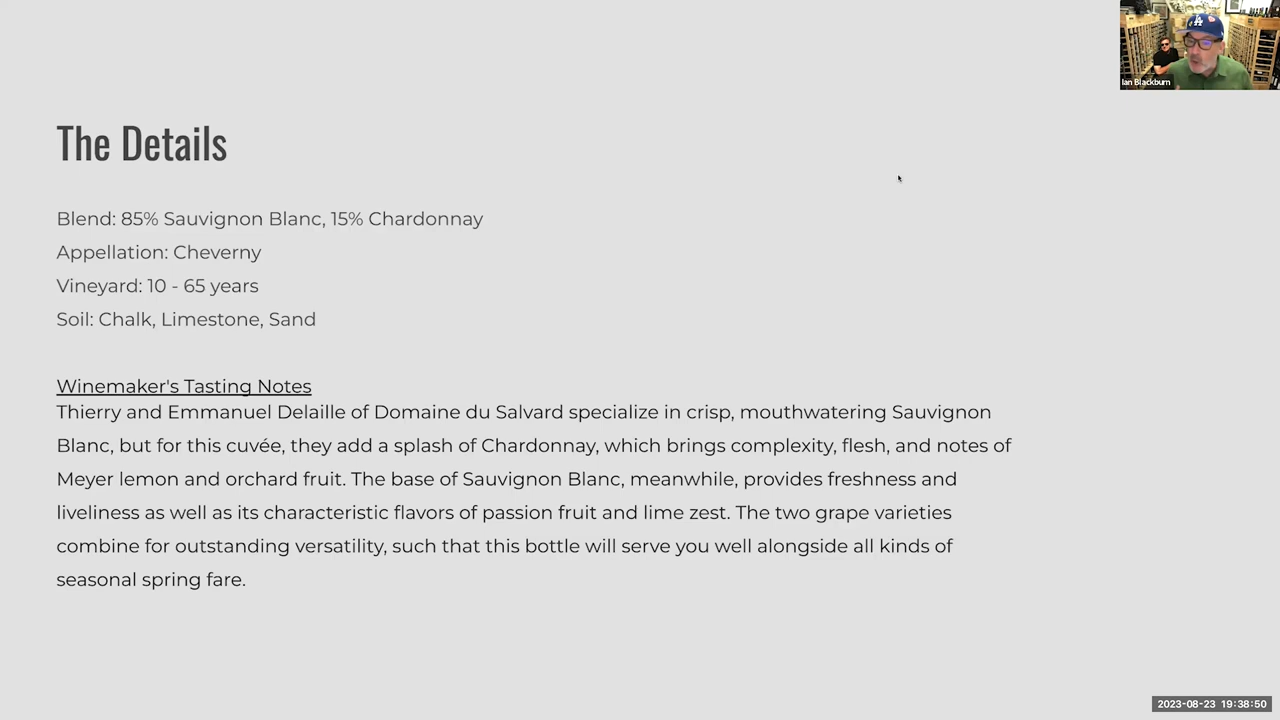 Ian Blackburn
The Details
Blend: 85% Sauvignon Blanc, 15% Chardonnay
Appellation: Cheverny
Vineyard: 10 - 65 years
Soil: Chalk, Limestone, Sand
Winemaker's Tasting Notes
Thierry and Emmanuel Delaille of Domaine du Salvard specialize in crisp, mouthwatering Sauvignon
Blanc, but for this cuvée, they add a splash of Chardonnay, which brings complexity, flesh, and notes of
Meyer lemon and orchard fruit. The base of Sauvignon Blanc, meanwhile, provides freshness and
liveliness as well as its characteristic flavors of passion fruit and lime zest. The two grape varieties
combine for outstanding versatility, such that this bottle will serve you well alongside all kinds of
seasonal spring fare.
2023-08-23 19:38:50